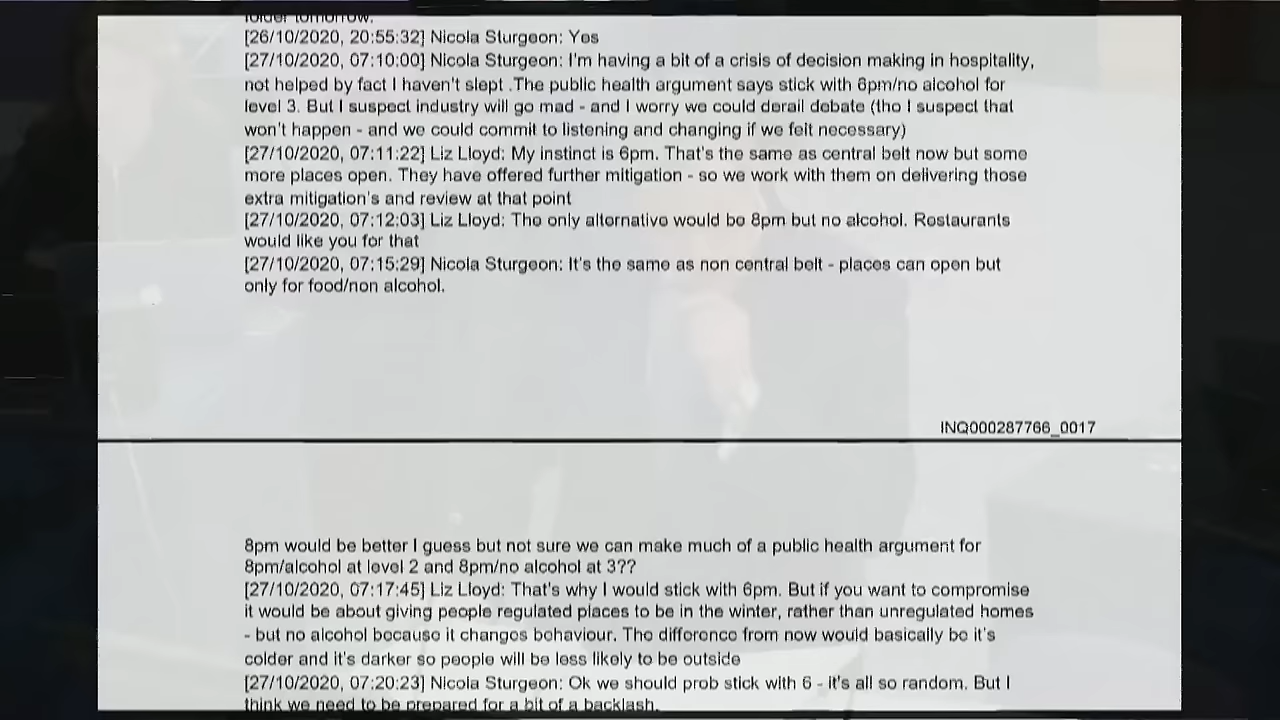 folder tomorrow.
[26/10/2020, 20:55:32] Nicola Sturgeon: Yes
[27/10/2020, 07:10:00] Nicola Sturgeon: I'm having a bit of a crisis of decision making in hospitality,
not helped by fact I haven't slept .The public health argument says stick with 6pm/no alcohol for
level 3. But I suspect industry will go mad - and I worry we could derail debate (tho I suspect that
won't happen - and we could commit to listening and changing if we felt necessary)
[27/10/2020, 07:11:22] Liz Lloyd: My instinct is 6pm. That's the same as central belt now but some
more places open. They have offered further mitigation - so we work with them on delivering those
extra mitigation's and review at that point
[27/10/2020, 07:12:03] Liz Lloyd: The only alternative would be 8pm but no alcohol. Restaurants
would like you for that
[27/10/2020, 07:15:29] Nicola Sturgeon: It's the same as non central belt - places can open but
only for food/non alcohol.
INQ000287766_0017
8pm would be better I guess but not sure we can make much of a public health argument for
8pm/alcohol at level 2 and 8pm/no alcohol at 3??
[27/10/2020, 07:17:45] Liz Lloyd: That's why I would stick with 6pm. But if you want to compromise
it would be about giving people regulated places to be in the winter, rather than unregulated homes
- but no alcohol because it changes behaviour. The difference from now would basically be it's
colder and it's darker so people will be less likely to be outside
[27/10/2020, 07:20:23] Nicola Sturgeon: Ok we should prob stick with 6 - it's all so random. But I
think we need to be prepared for a bit of a backlash.